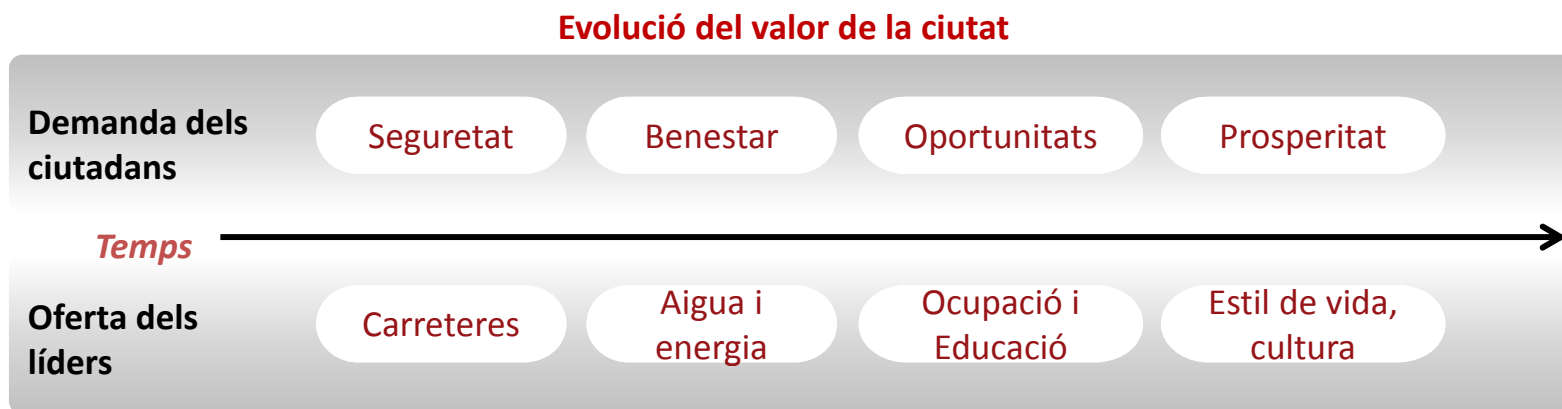 Evolució del valor de la ciutat
Demanda dels
ciutadans
Seguretat
Benestar
Oportunitats
Prosperitat
Temps
Oferta dels
líders
Carreteres
Aigua i
energia
Ocupació i
Educació
Estil de vida,
cultura